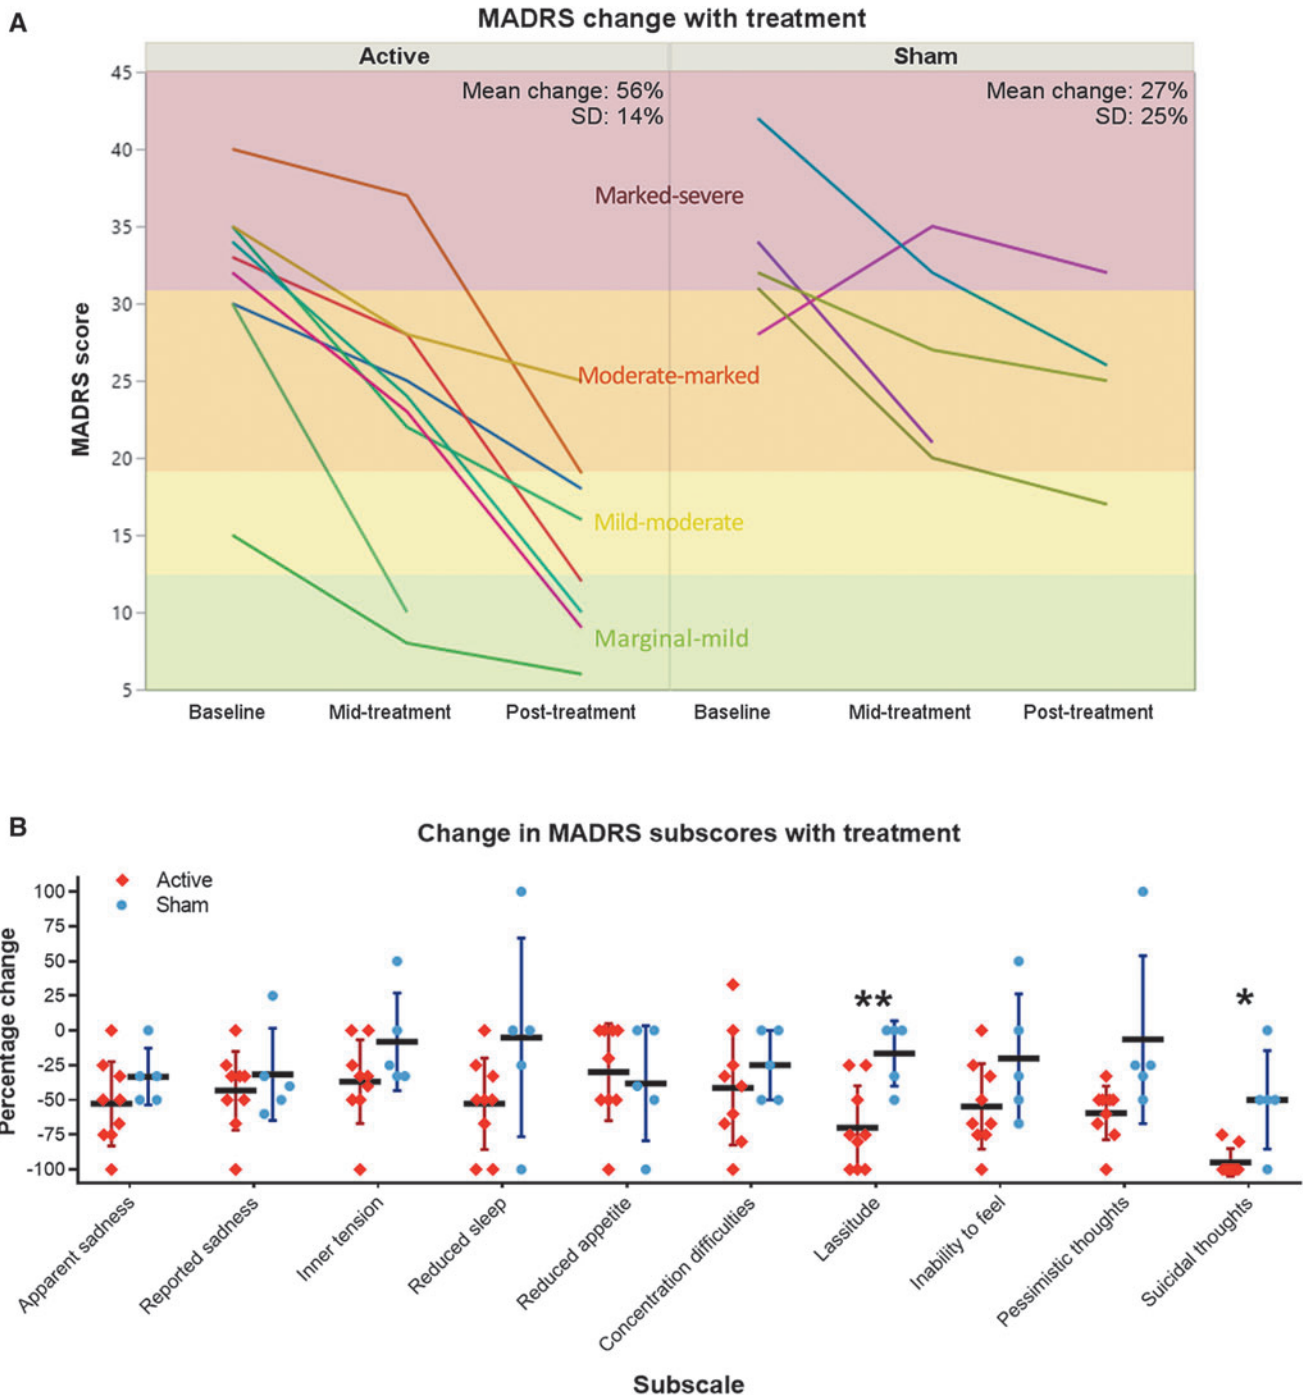 A
MADRS change with treatment
Active
Sham
Mean change: 56%
SD: 14%
Mean change: 27%
SD: 25%
45
40
35
30
25
20
15
10
5
MADRS score
Marked-severe
Moderate-marked
Mild-moderate
Marginal-mild
Baseline
Mid-treatment
Post-treatment
Baseline
Mid-treatment
Post-treatment
B
Change in MADRS subscores with treatment
Active
Sham
100
75
50
25
0
-25
-50
-75
-100
Percentage change
**
*
Apparent sadness
Reported sadness
Inner tension
Reduced sleep
Reduced appetite
Concentration difficulties
Lassitude
Inability to feel
Pessimistic thoughts
Suicidal thoughts
Subscale